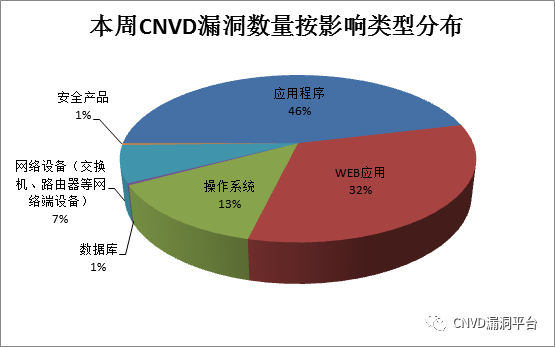 本周CNVD漏洞数量按影响类型分布
应用程序
46%
安全产品
1%
网络设备（交换
机、路由器等网
络端设备）
7%
数据库
1%
操作系统
13%
WEB应用
32%
CNVD漏洞平台